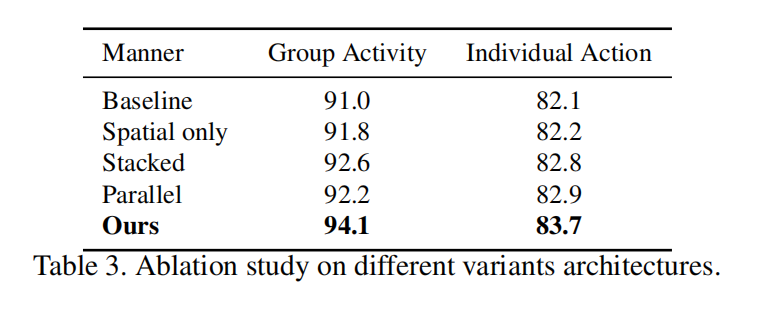 Manner Group Activity Individual Action
Baseline 91.0 82.1
Spatial only 91.8 82.2
Stacked 92.6 82.8
Parallel 92.2 82.9
Ours 94.1 83.7
Table 3. Ablation study on different variants architectures.